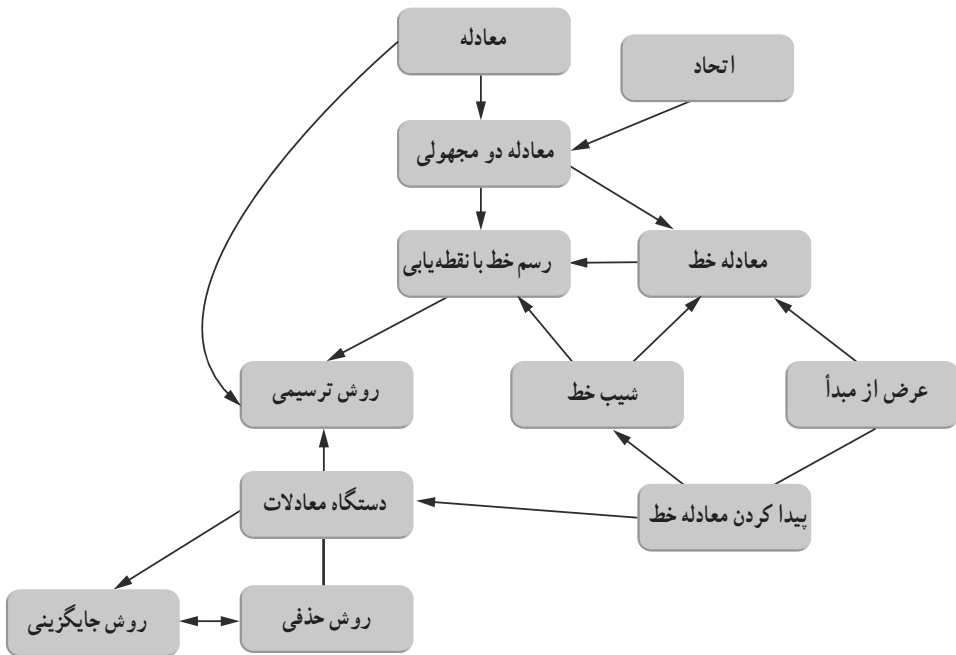 معادله
اتحاد
معادله دو مجهولی
معادله خط
رسم خط با نقطه‌یابی
عرض از مبدأ
شیب خط
روش ترسیمی
پیدا کردن معادله خط
دستگاه معادلات
روش حذفی
روش جایگزینی